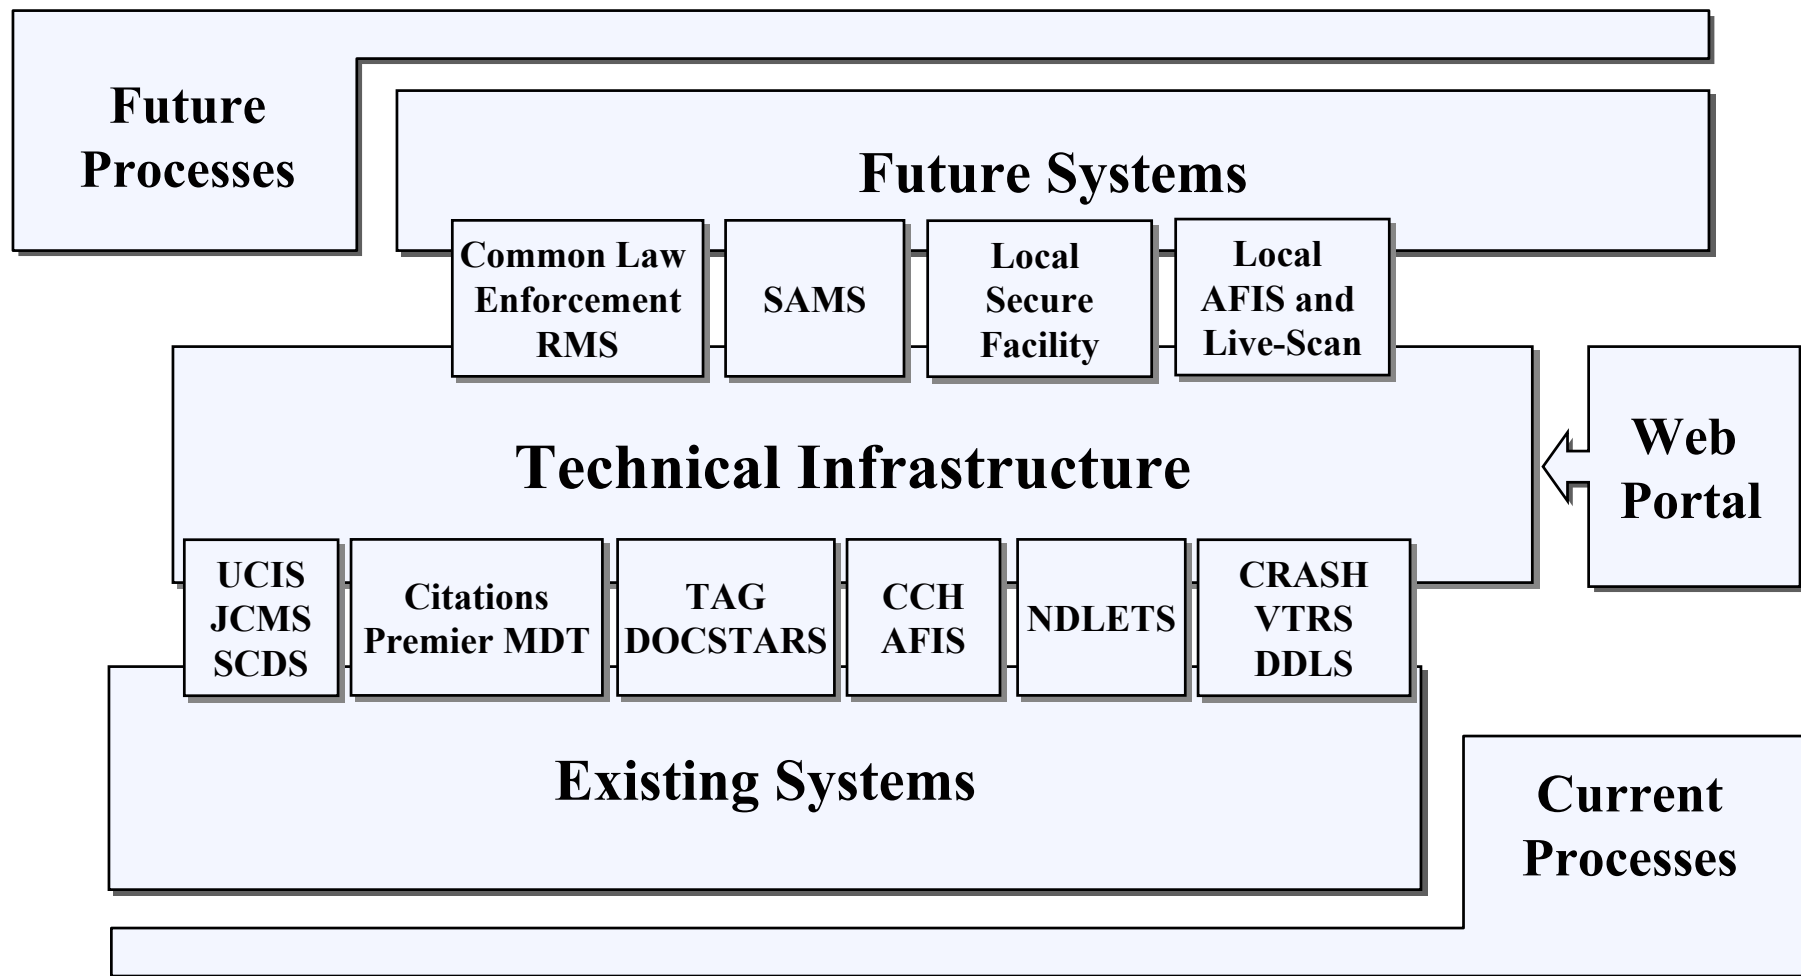 Future
Processes
Future Systems
Common Law
Enforcement
RMS
SAMS
Local
Secure
Facility
Local
AFIS and
Live-Scan
Technical Infrastructure
Web
Portal
UCIS
JCMS
SCDS
Citations
Premier MDT
TAG
DOCSTARS
CCH
AFIS
NDLETS
CRASH
VTRS
DDLS
Existing Systems
Current
Processes